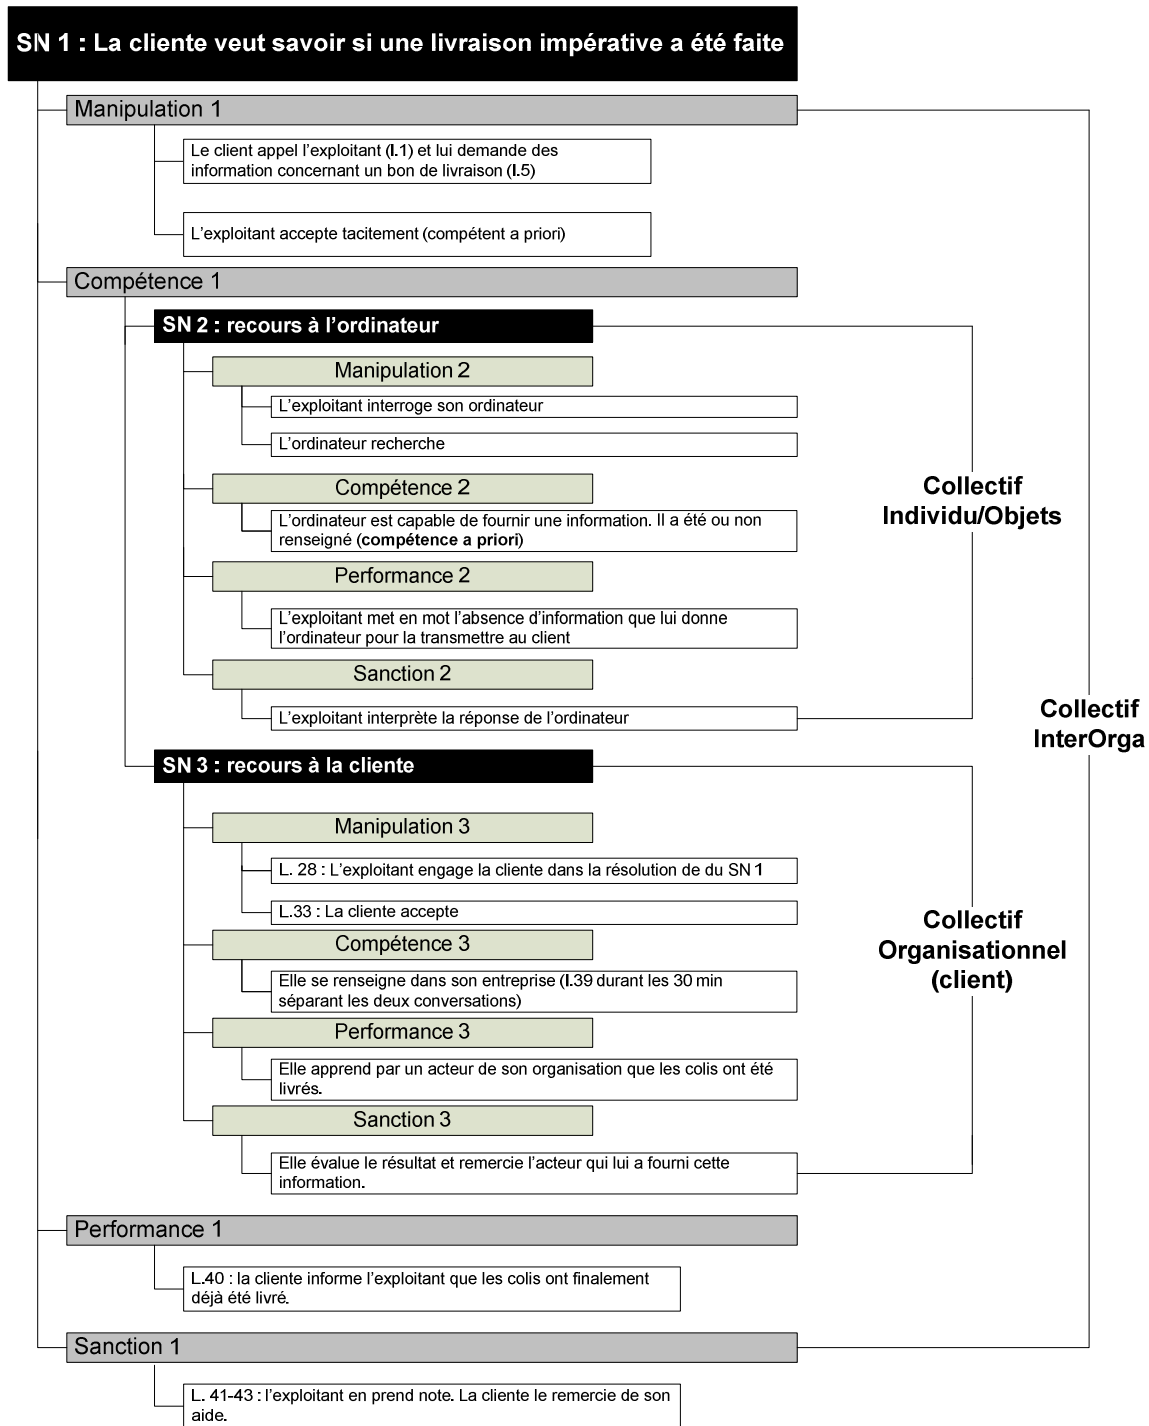 SN 1 : La cliente veut savoir si une livraison impérative a été faite
Manipulation 1
Le client appel l'exploitant (l.1) et lui demande des
information concernant un bon de livraison (l.5)
L'exploitant accepte tacitement (compétent a priori)
Compétence 1
SN 2 : recours à l'ordinateur
Manipulation 2
L'exploitant interroge son ordinateur
L'ordinateur recherche
Compétence 2
L'ordinateur est capable de fournir une information. Il a été ou non
renseigné (compétence a priori)
Performance 2
L'exploitant met en mot l'absence d'information que lui donne
l'ordinateur pour la transmettre au client
Sanction 2
L'exploitant interprète la réponse de l'ordinateur
Collectif
Individu/Objets
SN 3 : recours à la cliente
Manipulation 3
L. 28 : L'exploitant engage la cliente dans la résolution de du SN 1
L.33 : La cliente accepte
Compétence 3
Elle se renseigne dans son entreprise (l.39 durant les 30 min
séparant les deux conversations)
Performance 3
Elle apprend par un acteur de son organisation que les colis ont été
livrés.
Sanction 3
Elle évalue le résultat et remercie l'acteur qui lui a fourni cette
information.
Collectif
Organisationnel
(client)
Collectif
InterOrga
Performance 1
L.40 : la cliente informe l'exploitant que les colis ont finalement
déjà été livré.
Sanction 1
L. 41-43 : l'exploitant en prend note. La cliente le remercie de son
aide.